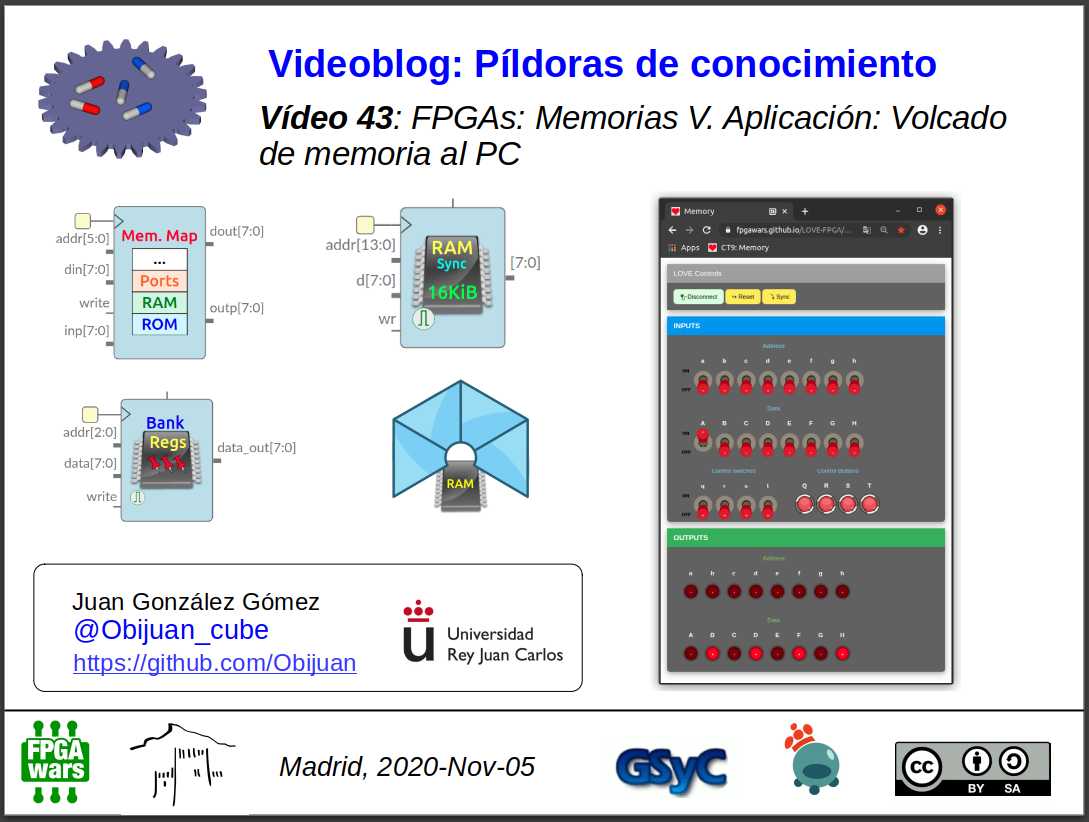 Videoblog: Píldoras de conocimiento
Vídeo 43: FPGAs: Memorias V. Aplicación: Volcado
de memoria al PC
Mem. Map
...
Ports
RAM
ROM
addr[5:0]
din[7:0]
write
inp[7:0]
dout[7:0]
outp[7:0]
RAM
Sync
16KiB
addr[13:0]
d[7:0]
wr
[7:0]
Bank
Regs
addr[2:0]
data[7:0]
write
data_out[7:0]
RAM
Memory
fpgawars.github.io/LOVE-FPGA/...
Apps
CT9: Memory
LOVE Controls
Disconnect
Reset
Sync
INPUTS
Address
a b c d e f g h
ON
OFF
Data
A B C D E F G H
ON
OFF
Control switches
Control buttons
q r s t
Q R S T
ON
OFF
OUTPUTS
Address
a b c d e f g h
Data
A B C D E F G H
Juan González Gómez
@Obijuan_cube
https://github.com/Obijuan
Universidad
Rey Juan Carlos
FPGA
wars
Madrid, 2020-Nov-05
GSyC
cc
BY SA